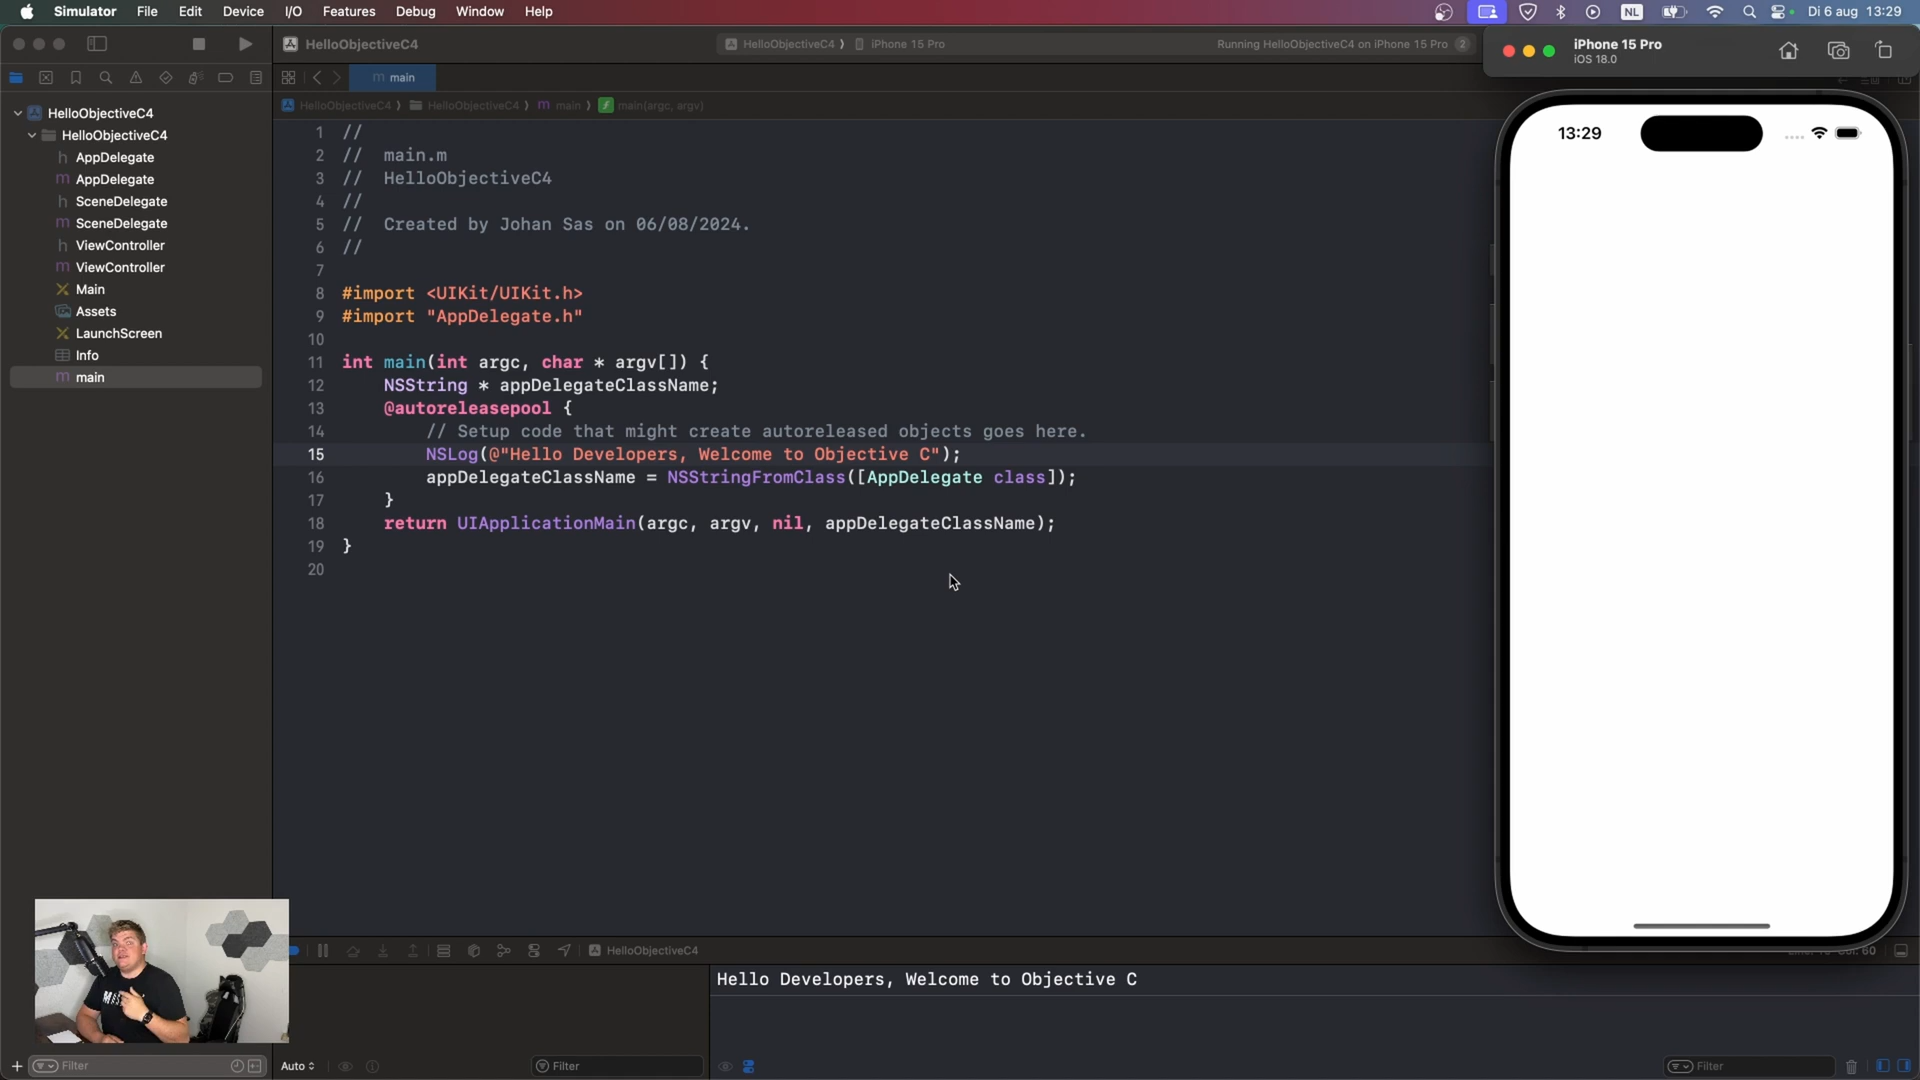 Simulator File Edit Device I/O Features Debug Window Help NL Di 6 aug 13:29
HelloObjectiveC4 HelloObjectiveC4 iPhone 15 Pro Running HelloObjectiveC4 on iPhone 15 Pro 2
iPhone 15 Pro
iOS 18.0
m main
HelloObjectiveC4 HelloObjectiveC4 m main f main(argc, argv)
HelloObjectiveC4
HelloObjectiveC4
h AppDelegate
m AppDelegate
h SceneDelegate
m SceneDelegate
h ViewController
m ViewController
Main
Assets
LaunchScreen
Info
m main
1 //
2 // main.m
3 // HelloObjectiveC4
4 //
5 // Created by Johan Sas on 06/08/2024.
6 //
7
8 #import <UIKit/UIKit.h>
9 #import "AppDelegate.h"
10
11 int main(int argc, char * argv[]) {
12 NSString * appDelegateClassName;
13 @autoreleasepool {
14 // Setup code that might create autoreleased objects goes here.
15 NSLog(@"Hello Developers, Welcome to Objective C");
16 appDelegateClassName = NSStringFromClass([AppDelegate class]);
17 }
18 return UIApplicationMain(argc, argv, nil, appDelegateClassName);
19 }
20
13:29
HelloObjectiveC4
Hello Developers, Welcome to Objective C
Filter Auto Filter Filter